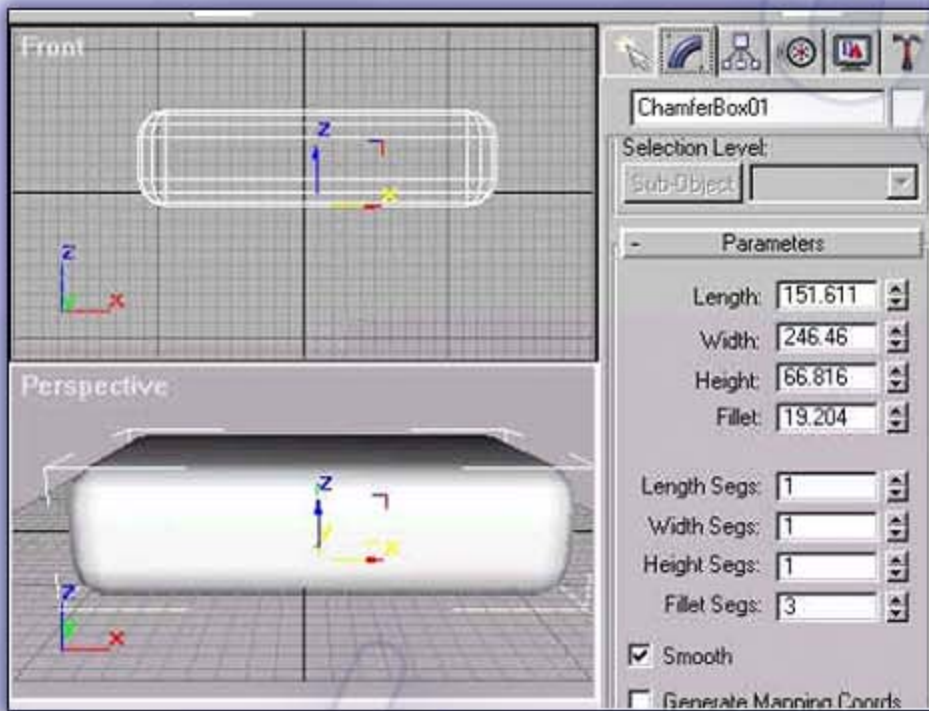 Front
z
x
z
y
x
Perspective
z
y
x
z
y
x
ChamferBox01
Selection Level:
Sub-Object
- Parameters
Length: 151.611
Width: 246.46
Height: 66.816
Fillet: 19.204
Length Segs: 1
Width Segs: 1
Height Segs: 1
Fillet Segs: 3
Smooth
Generate Mapping Coords